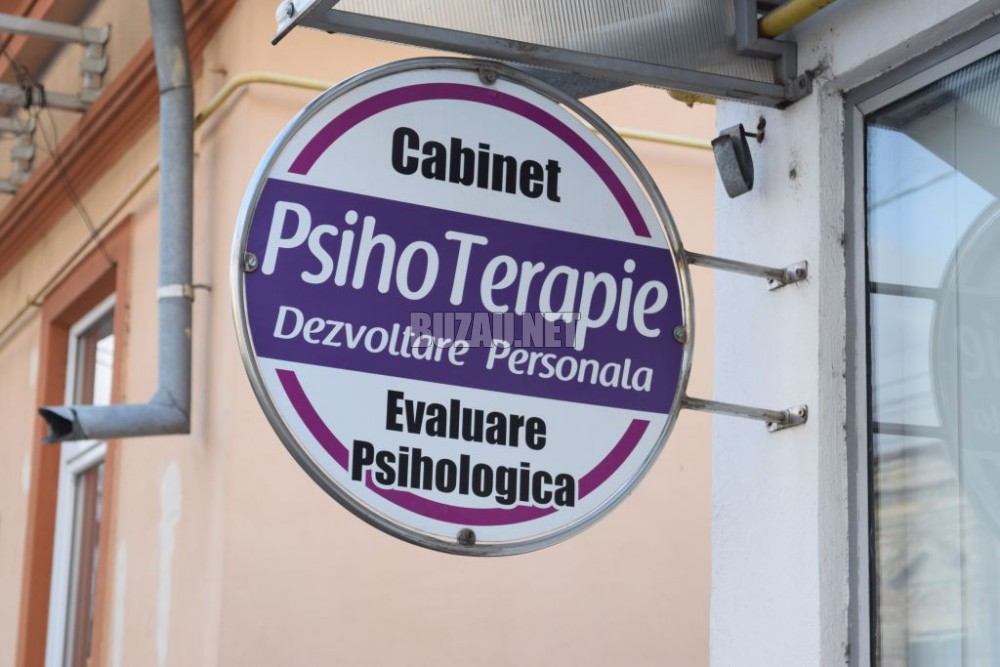 Cabinet
PsihoTerapie
Dezvoltare Personala
BUZAU.NET
Evaluare
Psihologica